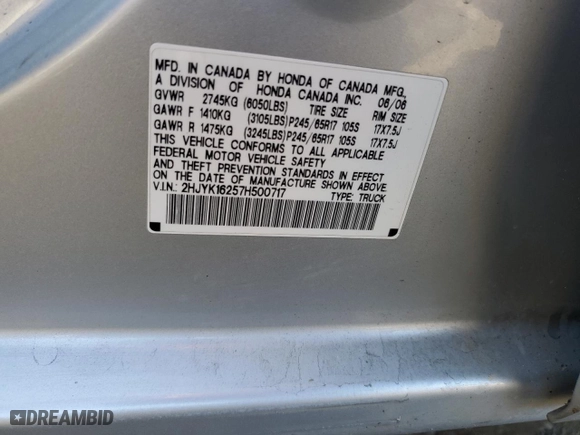 MFD. IN CANADA BY HONDA OF CANADA MFG.,
A DIVISION OF HONDA CANADA INC. 06/06
GVWR 2745KG (6050LBS) TIRE SIZE RIM SIZE
GAWR F 1410KG (3105LBS) P245/65R17 105S 17X7.5J
GAWR R 1475KG (3245LBS) P245/65R17 105S 17X7.5J
THIS VEHICLE CONFORMS TO ALL APPLICABLE
FEDERAL MOTOR VEHICLE SAFETY
AND THEFT PREVENTION STANDARDS IN EFFECT
ON THE DATE OF MANUFACTURE SHOWN ABOVE.
V.I.N.: 2HJYK16257H500717 TYPE: TRUCK
DREAMBID